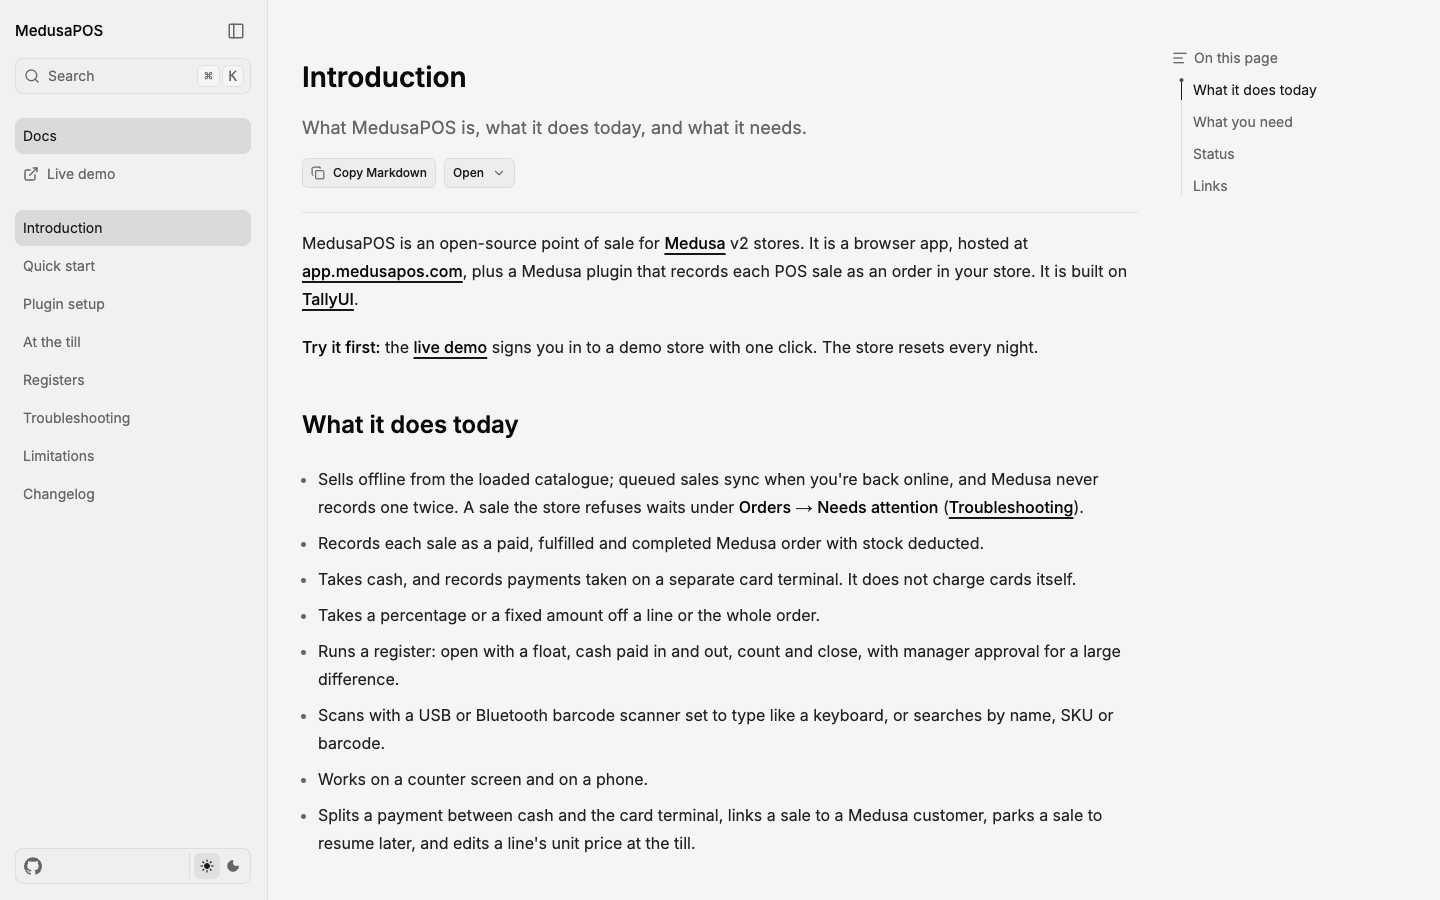 MedusaPOS
Search ⌘ K
Docs
Live demo
Introduction
Quick start
Plugin setup
At the till
Registers
Troubleshooting
Limitations
Changelog
Introduction
What MedusaPOS is, what it does today, and what it needs.
Copy Markdown
Open
MedusaPOS is an open-source point of sale for Medusa v2 stores. It is a browser app, hosted at
app.medusapos.com, plus a Medusa plugin that records each POS sale as an order in your store. It is built on
TallyUI.
Try it first: the live demo signs you in to a demo store with one click. The store resets every night.
What it does today
• Sells offline from the loaded catalogue; queued sales sync when you're back online, and Medusa never
records one twice. A sale the store refuses waits under Orders → Needs attention (Troubleshooting).
• Records each sale as a paid, fulfilled and completed Medusa order with stock deducted.
• Takes cash, and records payments taken on a separate card terminal. It does not charge cards itself.
• Takes a percentage or a fixed amount off a line or the whole order.
• Runs a register: open with a float, cash paid in and out, count and close, with manager approval for a large
difference.
• Scans with a USB or Bluetooth barcode scanner set to type like a keyboard, or searches by name, SKU or
barcode.
• Works on a counter screen and on a phone.
• Splits a payment between cash and the card terminal, links a sale to a Medusa customer, parks a sale to
resume later, and edits a line's unit price at the till.
On this page
What it does today
What you need
Status
Links